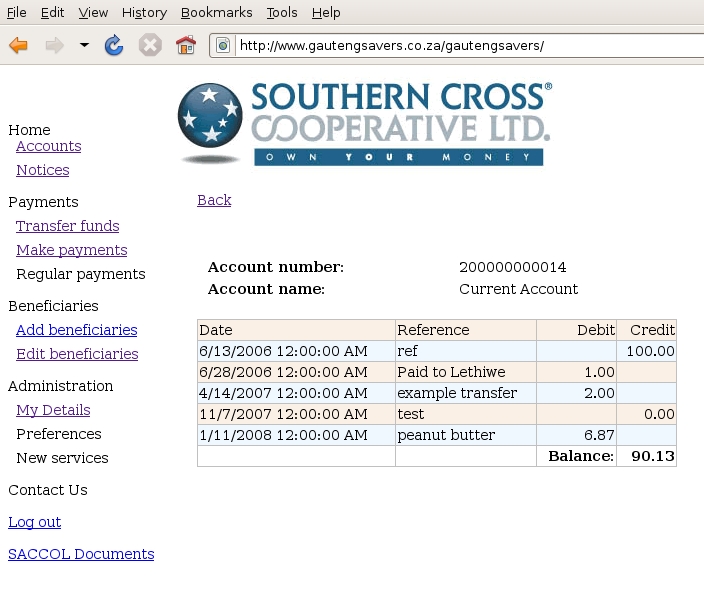 File Edit View History Bookmarks Tools Help
http://www.gautengsavers.co.za/gautengsavers/
SOUTHERN CROSS®
COOPERATIVE LTD.
OWN YOUR MONEY
Home
Accounts
Notices
Payments
Transfer funds
Make payments
Regular payments
Beneficiaries
Add beneficiaries
Edit beneficiaries
Administration
My Details
Preferences
New services
Contact Us
Log out
SACCOL Documents
Back
Account number: 200000000014
Account name: Current Account
Date Reference Debit Credit
6/13/2006 12:00:00 AM ref 100.00
6/28/2006 12:00:00 AM Paid to Lethiwe 1.00
4/14/2007 12:00:00 AM example transfer 2.00
11/7/2007 12:00:00 AM test 0.00
1/11/2008 12:00:00 AM peanut butter 6.87
Balance: 90.13